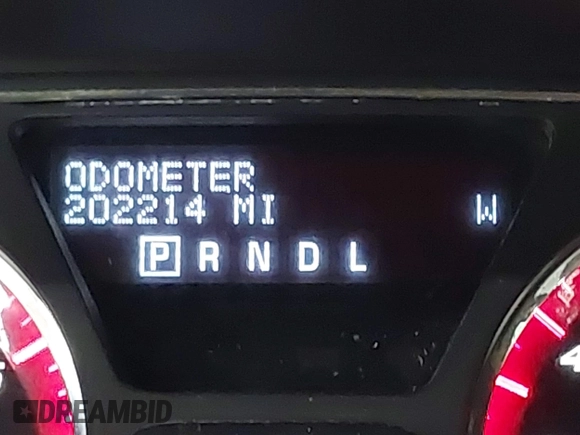 ODOMETER
202214 MI W
P R N D L
DREAMBID